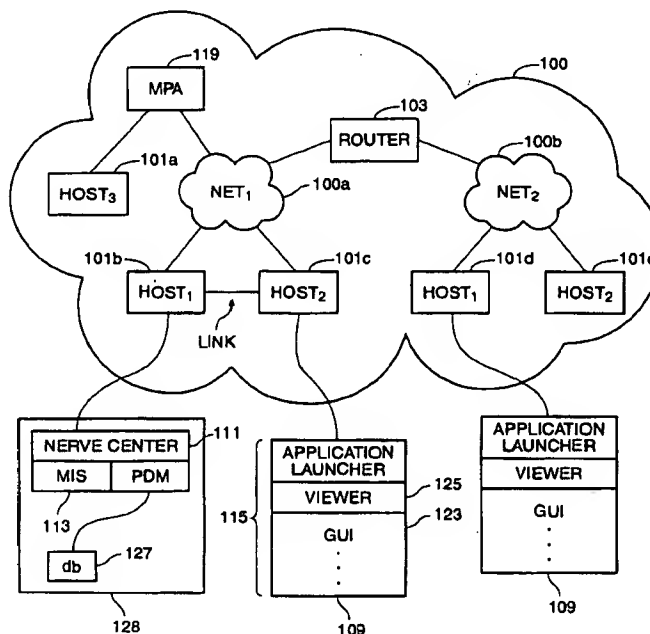 119
100
MPA
103
ROUTER
100b
101a
HOST3
NET1
100a
NET2
101b
101c
101d
101e
HOST1
HOST2
HOST1
HOST2
LINK
NERVE CENTER
111
MIS
PDM
113
db
127
128
APPLICATION
LAUNCHER
VIEWER
125
115
123
GUI
109
APPLICATION
LAUNCHER
VIEWER
GUI
109